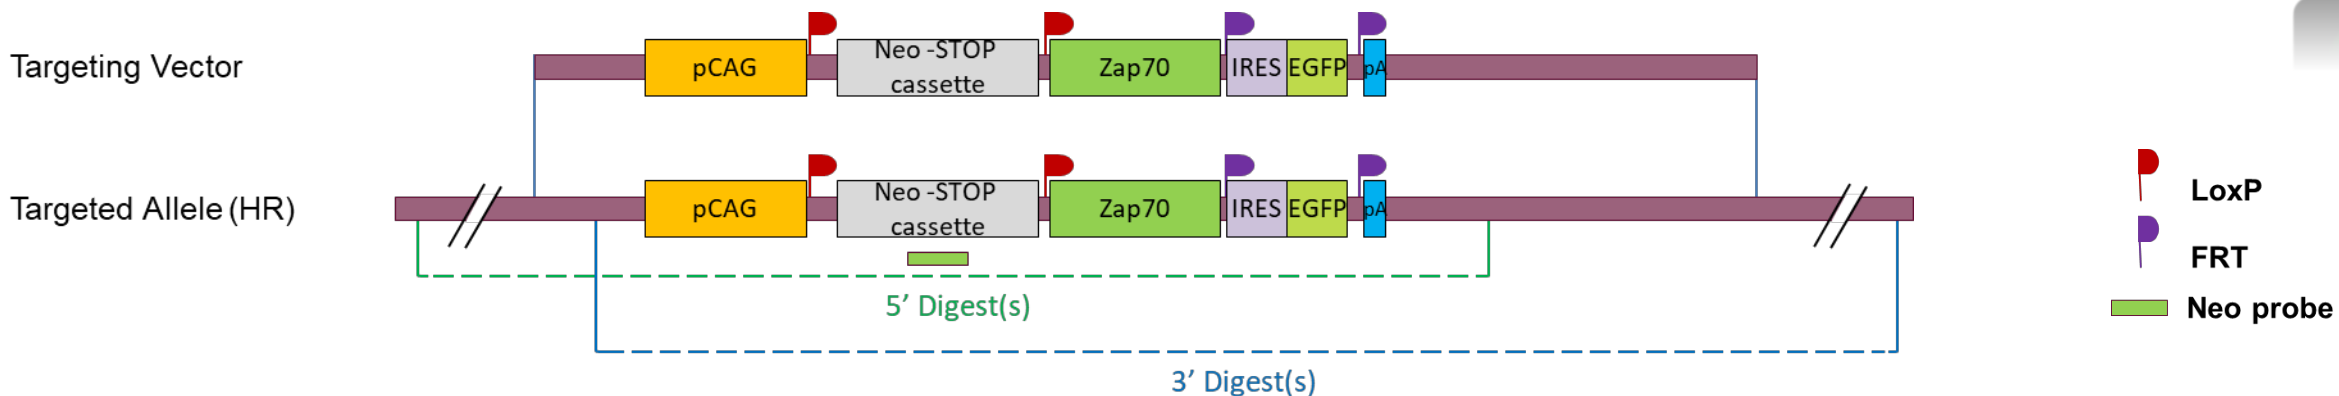 Targeting Vector
pCAG
Neo -STOP
cassette
Zap70
IRES
EGFP
pA
Targeted Allele (HR)
pCAG
Neo -STOP
cassette
Zap70
IRES
EGFP
pA
5’ Digest(s)
3’ Digest(s)
LoxP
FRT
Neo probe